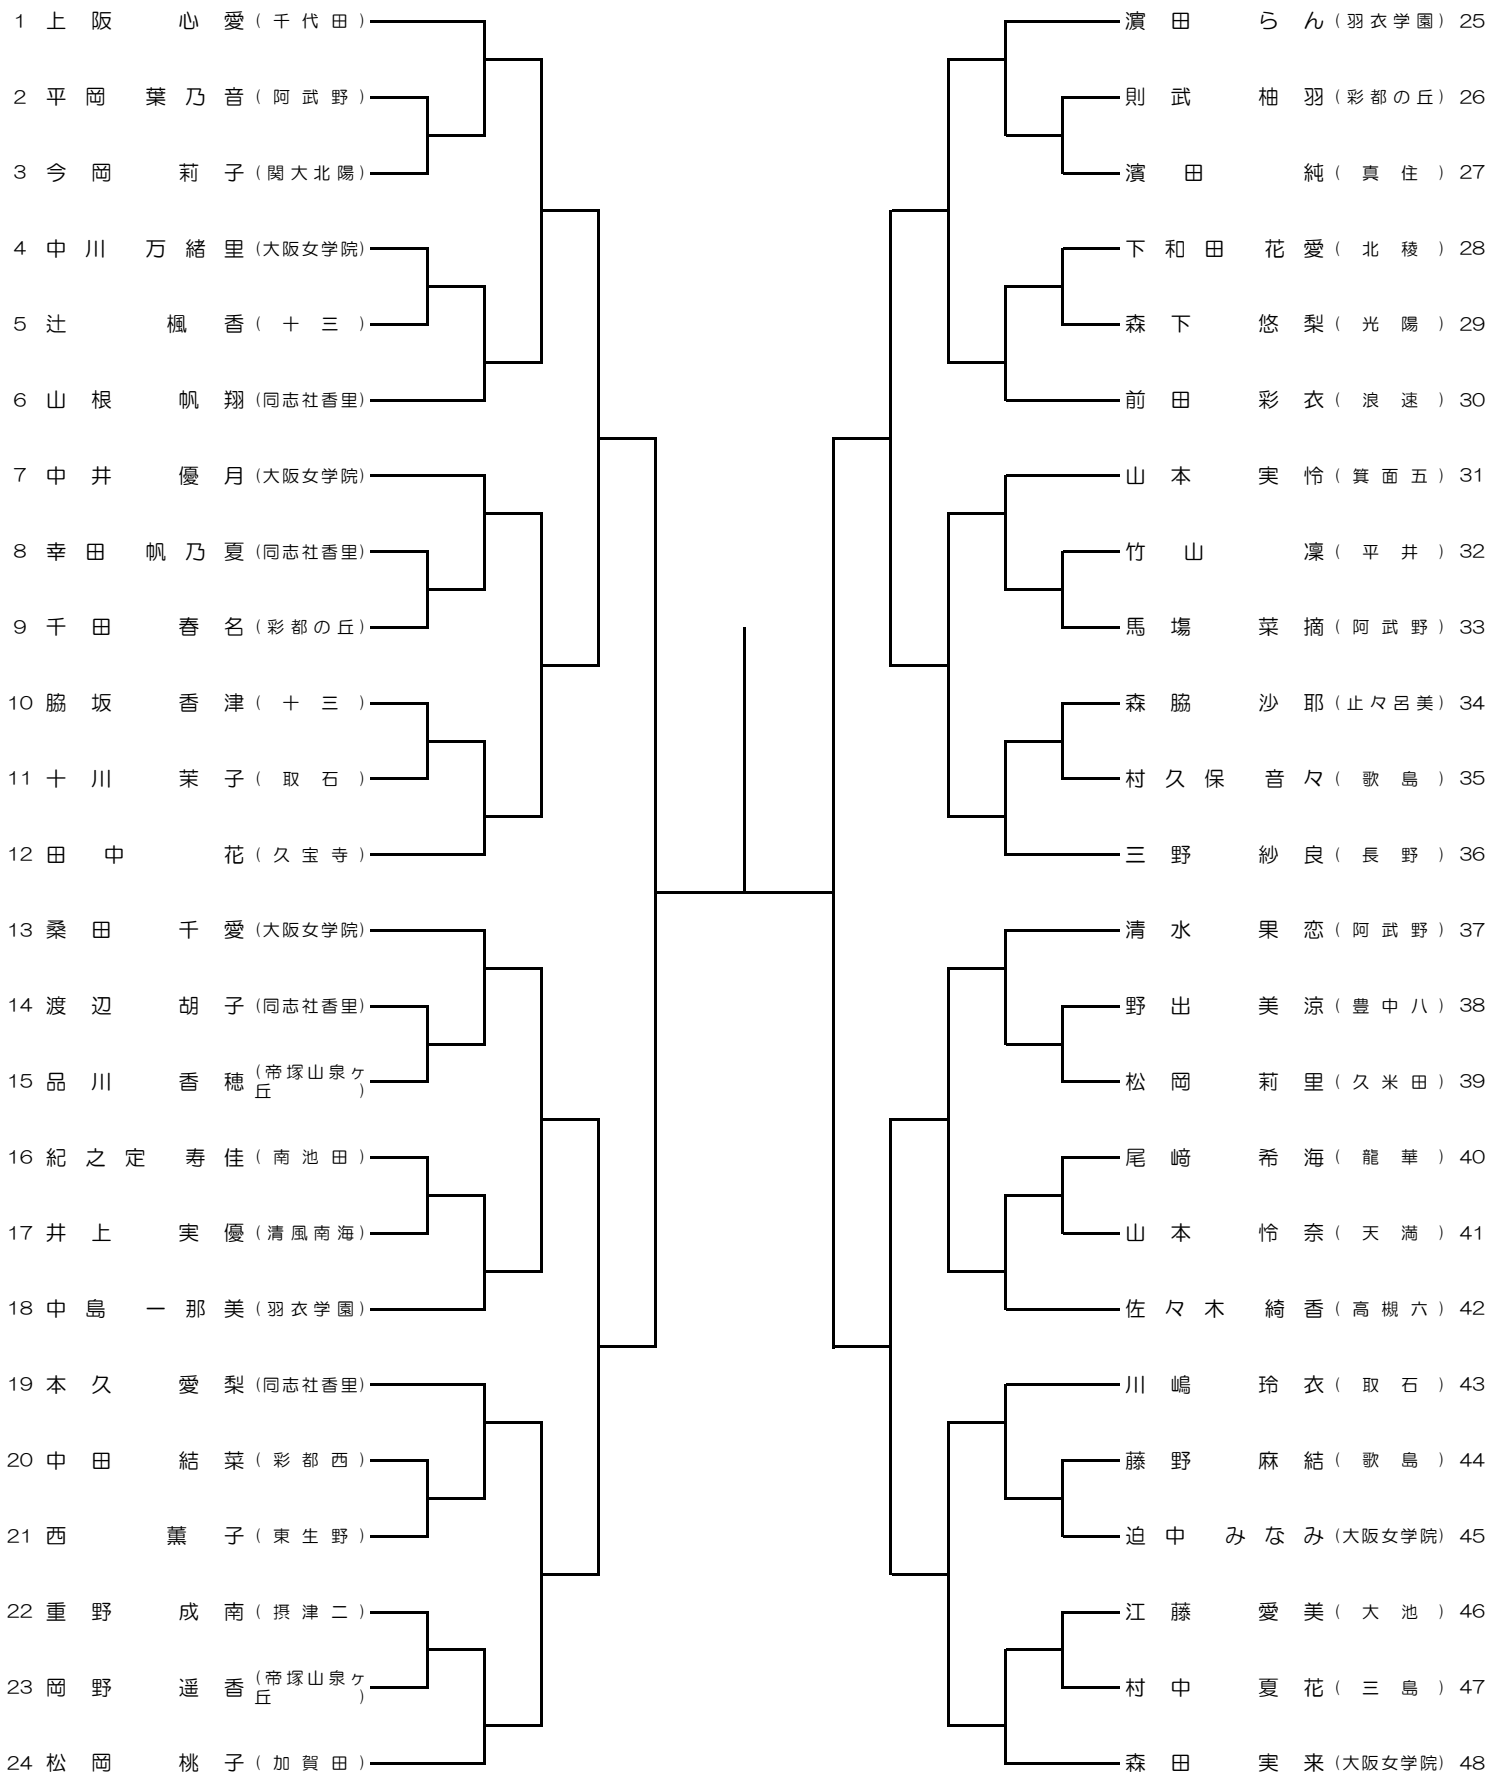 1 上阪 心愛 (千代田)
2 平岡 葉乃音 (阿武野)
3 今岡 莉子 (関大北陽)
4 中川 万緒里 (大阪女学院)
5 辻 楓香 (十三)
6 山根 帆翔 (同志社香里)
7 中井 優月 (大阪女学院)
8 幸田 帆乃夏 (同志社香里)
9 千田 春名 (彩都の丘)
10 脇坂 香津 (十三)
11 十川 茉子 (取石)
12 田中 花 (久宝寺)
13 桑田 千愛 (大阪女学院)
14 渡辺 胡子 (同志社香里)
15 品川 香穂 (帝塚山泉ヶ丘)
16 紀之定 寿佳 (南池田)
17 井上 実優 (清風南海)
18 中島 一那美 (羽衣学園)
19 本久 愛梨 (同志社香里)
20 中田 結菜 (彩都西)
21 西 薫子 (東生野)
22 重野 成南 (摂津二)
23 岡野 遥香 (帝塚山泉ヶ丘)
24 松岡 桃子 (加賀田)
濵田 らん (羽衣学園) 25
則武 柚羽 (彩都の丘) 26
濱田 純 (真住) 27
下和田 花愛 (北稜) 28
森下 悠梨 (光陽) 29
前田 彩衣 (浪速) 30
山本 実怜 (箕面五) 31
竹山 凜 (平井) 32
馬塲 菜摘 (阿武野) 33
森脇 沙耶 (止々呂美) 34
村久保 音々 (歌島) 35
三野 紗良 (長野) 36
清水 果恋 (阿武野) 37
野出 美涼 (豊中八) 38
松岡 莉里 (久米田) 39
尾﨑 希海 (龍華) 40
山本 怜奈 (天満) 41
佐々木 綺香 (高槻六) 42
川嶋 玲衣 (取石) 43
藤野 麻結 (歌島) 44
迫中 みなみ (大阪女学院) 45
江藤 愛美 (大池) 46
村中 夏花 (三島) 47
森田 実来 (大阪女学院) 48